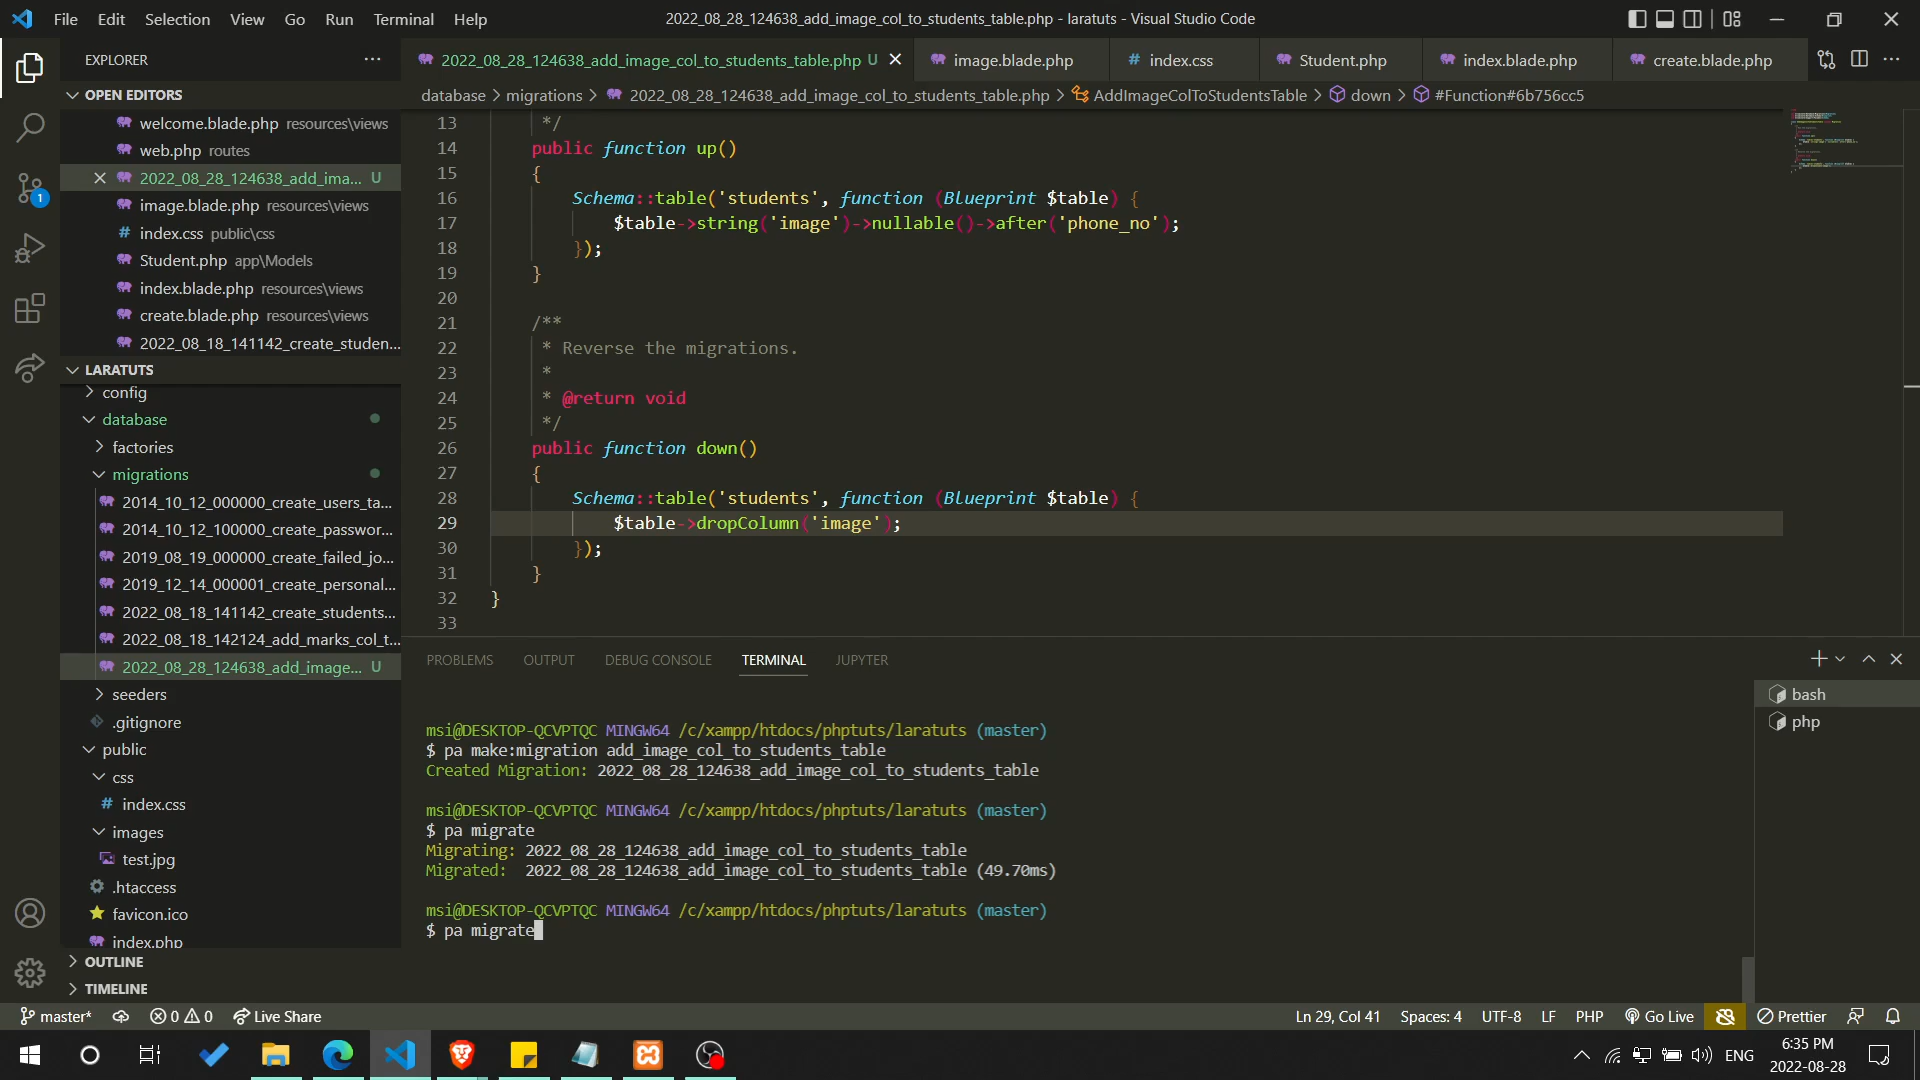 File Edit Selection View Go Run Terminal Help
2022_08_28_124638_add_image_col_to_students_table.php - laratuts - Visual Studio Code
EXPLORER
2022_08_28_124638_add_image_col_to_students_table.php U
image.blade.php
# index.css
Student.php
index.blade.php
create.blade.php
OPEN EDITORS
database > migrations > 2022_08_28_124638_add_image_col_to_students_table.php > AddImageColToStudentsTable > down > #Function#6b756cc5
welcome.blade.php resources\views
web.php routes
2022_08_28_124638_add_ima... U
image.blade.php resources\views
# index.css public\css
Student.php app\Models
index.blade.php resources\views
create.blade.php resources\views
2022_08_18_141142_create_studen...
1
LARATUTS
config
database
factories
migrations
2014_10_12_000000_create_users_ta...
2014_10_12_100000_create_passwor...
2019_08_19_000000_create_failed_jo...
2019_12_14_000001_create_personal...
2022_08_18_141142_create_students...
2022_08_18_142124_add_marks_col_t...
2022_08_28_124638_add_image... U
seeders
.gitignore
public
css
# index.css
images
test.jpg
.htaccess
favicon.ico
index.php
OUTLINE
TIMELINE
13 */
14 public function up()
15 {
16 Schema::table('students', function (Blueprint $table) {
17 $table->string('image')->nullable()->after('phone_no');
18 });
19 }
20
21 /**
22 * Reverse the migrations.
23 *
24 * @return void
25 */
26 public function down()
27 {
28 Schema::table('students', function (Blueprint $table) {
29 $table->dropColumn('image');
30 });
31 }
32 }
33
PROBLEMS OUTPUT DEBUG CONSOLE TERMINAL JUPYTER
bash
php
msi@DESKTOP-QCVPTQC MINGW64 /c/xampp/htdocs/phptuts/laratuts (master)
$ pa make:migration add_image_col_to_students_table
Created Migration: 2022_08_28_124638_add_image_col_to_students_table
msi@DESKTOP-QCVPTQC MINGW64 /c/xampp/htdocs/phptuts/laratuts (master)
$ pa migrate
Migrating: 2022_08_28_124638_add_image_col_to_students_table
Migrated: 2022_08_28_124638_add_image_col_to_students_table (49.70ms)
msi@DESKTOP-QCVPTQC MINGW64 /c/xampp/htdocs/phptuts/laratuts (master)
$ pa migrate
master* 0 0 Live Share Ln 29, Col 41 Spaces: 4 UTF-8 LF PHP Go Live Prettier
ENG
6:35 PM
2022-08-28